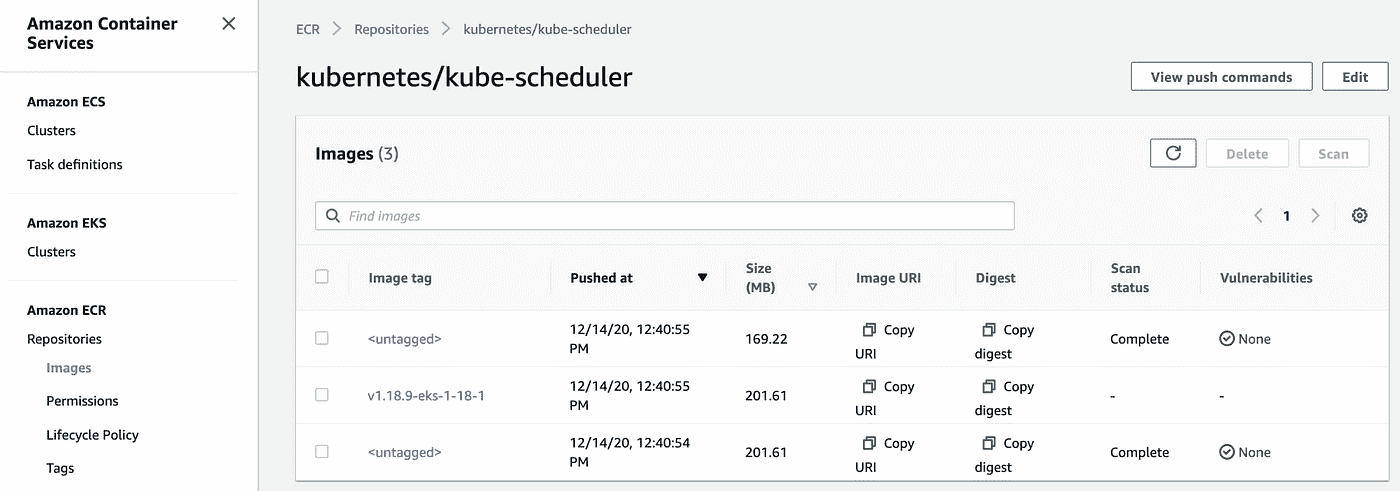 Amazon Container
Services
Amazon ECS
Clusters
Task definitions
Amazon EKS
Clusters
Amazon ECR
Repositories
Images
Permissions
Lifecycle Policy
Tags
ECR > Repositories > kubernetes/kube-scheduler
kubernetes/kube-scheduler
View push commands
Edit
Images (3)
Delete
Scan
Find images
1
Image tag
Pushed at
Size
(MB)
Image URI
Digest
Scan
status
Vulnerabilities
<untagged>
12/14/20, 12:40:55
PM
169.22
Copy
URI
Copy
digest
Complete
None
v1.18.9-eks-1-18-1
12/14/20, 12:40:55
PM
201.61
Copy
URI
Copy
digest
-
-
<untagged>
12/14/20, 12:40:54
PM
201.61
Copy
URI
Copy
digest
Complete
None